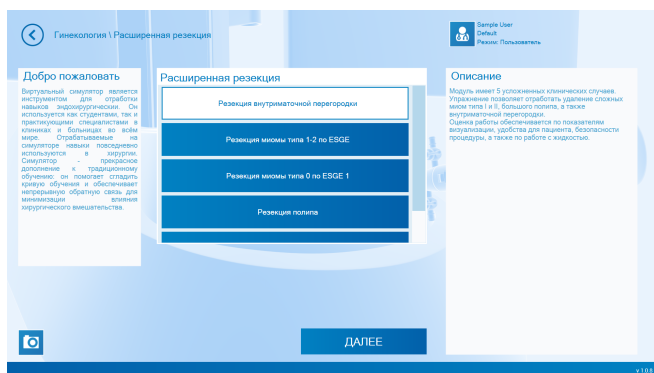 Гинекология \ Расширенная резекция
Sample User
Default
Режим: Пользователь
Добро пожаловать
Виртуальный симулятор является
инструментом для отработки
навыков эндохирургически. Он
используется как студентами, так и
практикующими специалистами в
клиниках и больницах во всём
мире. Отрабатываемые на
симуляторе навыки повседневно
используются в хирургии.
Симулятор - прекрасное
дополнение к традиционному
обучению: он помогает сгладить
кривую обучения и обеспечивает
непрерывную обратную связь для
минимизации влияния
хирургического вмешательства.
Расширенная резекция
Резекция внутриматочной перегородки
Резекция миомы типа 1-2 по ESGE
Резекция миомы типа 0 по ESGE 1
Резекция полипа
Описание
Модуль имеет 5 усложненных клинических случаев.
Упражнение позволяет отработать удаление сложных
миом типа I и II, большого полипа, а также
внутриматочной перегородки.
Оценка работы обеспечивается по показателям
визуализации, удобства для пациента, безопасности
процедуры, а также по работе с жидкостью.
ДАЛЕЕ
v 1.0.8